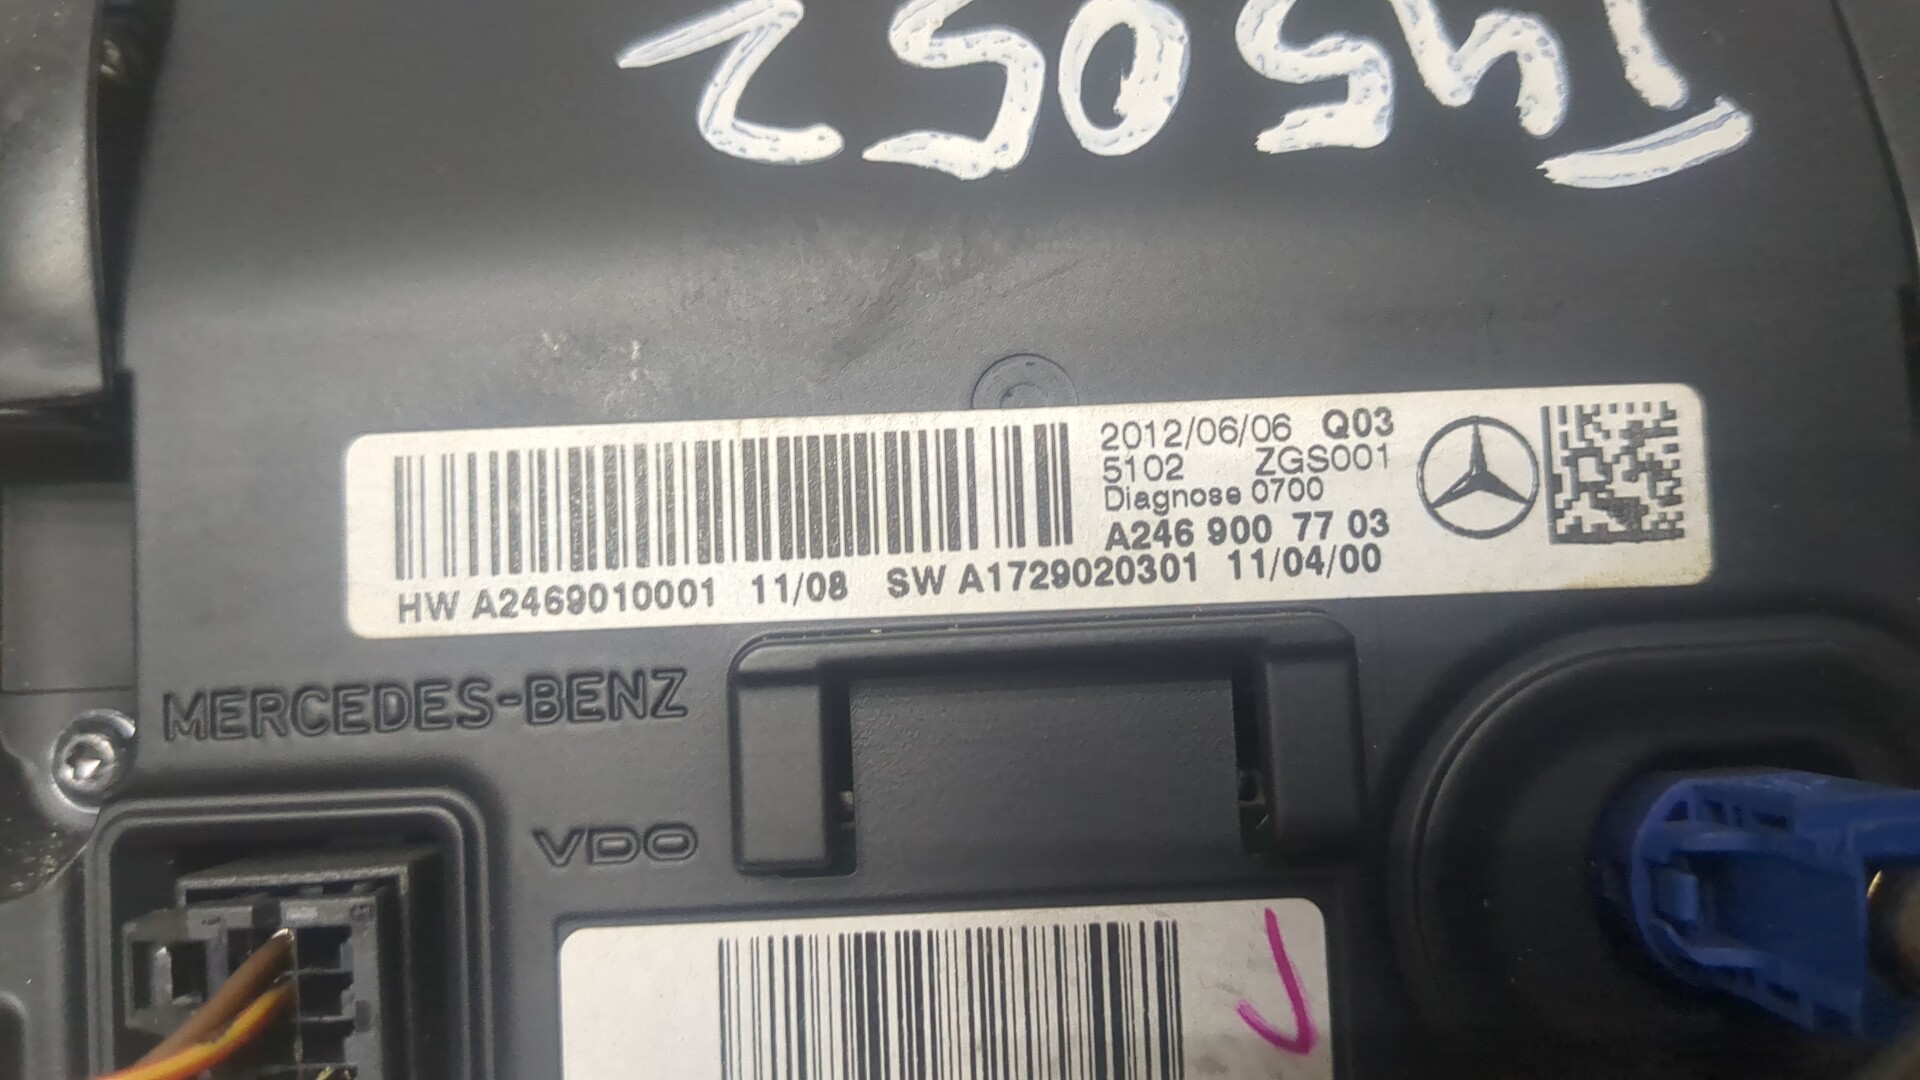 T45052
2012/06/06 Q03
5102 ZGS001
Diagnose 0700
A246 900 77 03
HW A2469010001 11/08 SW A1729020301 11/04/00
MERCEDES-BENZ
VDO